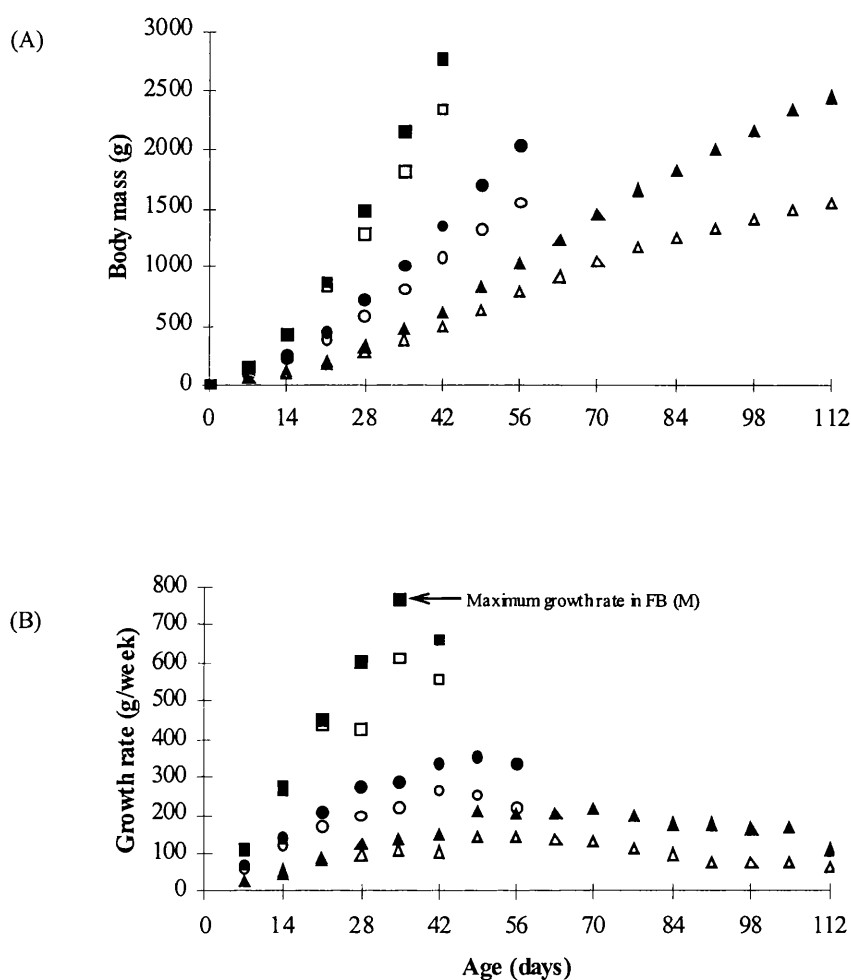 (A)
Body mass (g)
3000
2500
2000
1500
1000
500
0
0 14 28 42 56 70 84 98 112
(B)
Growth rate (g/week)
800
700
600
500
400
300
200
100
0
Maximum growth rate in FB (M)
0 14 28 42 56 70 84 98 112
Age (days)